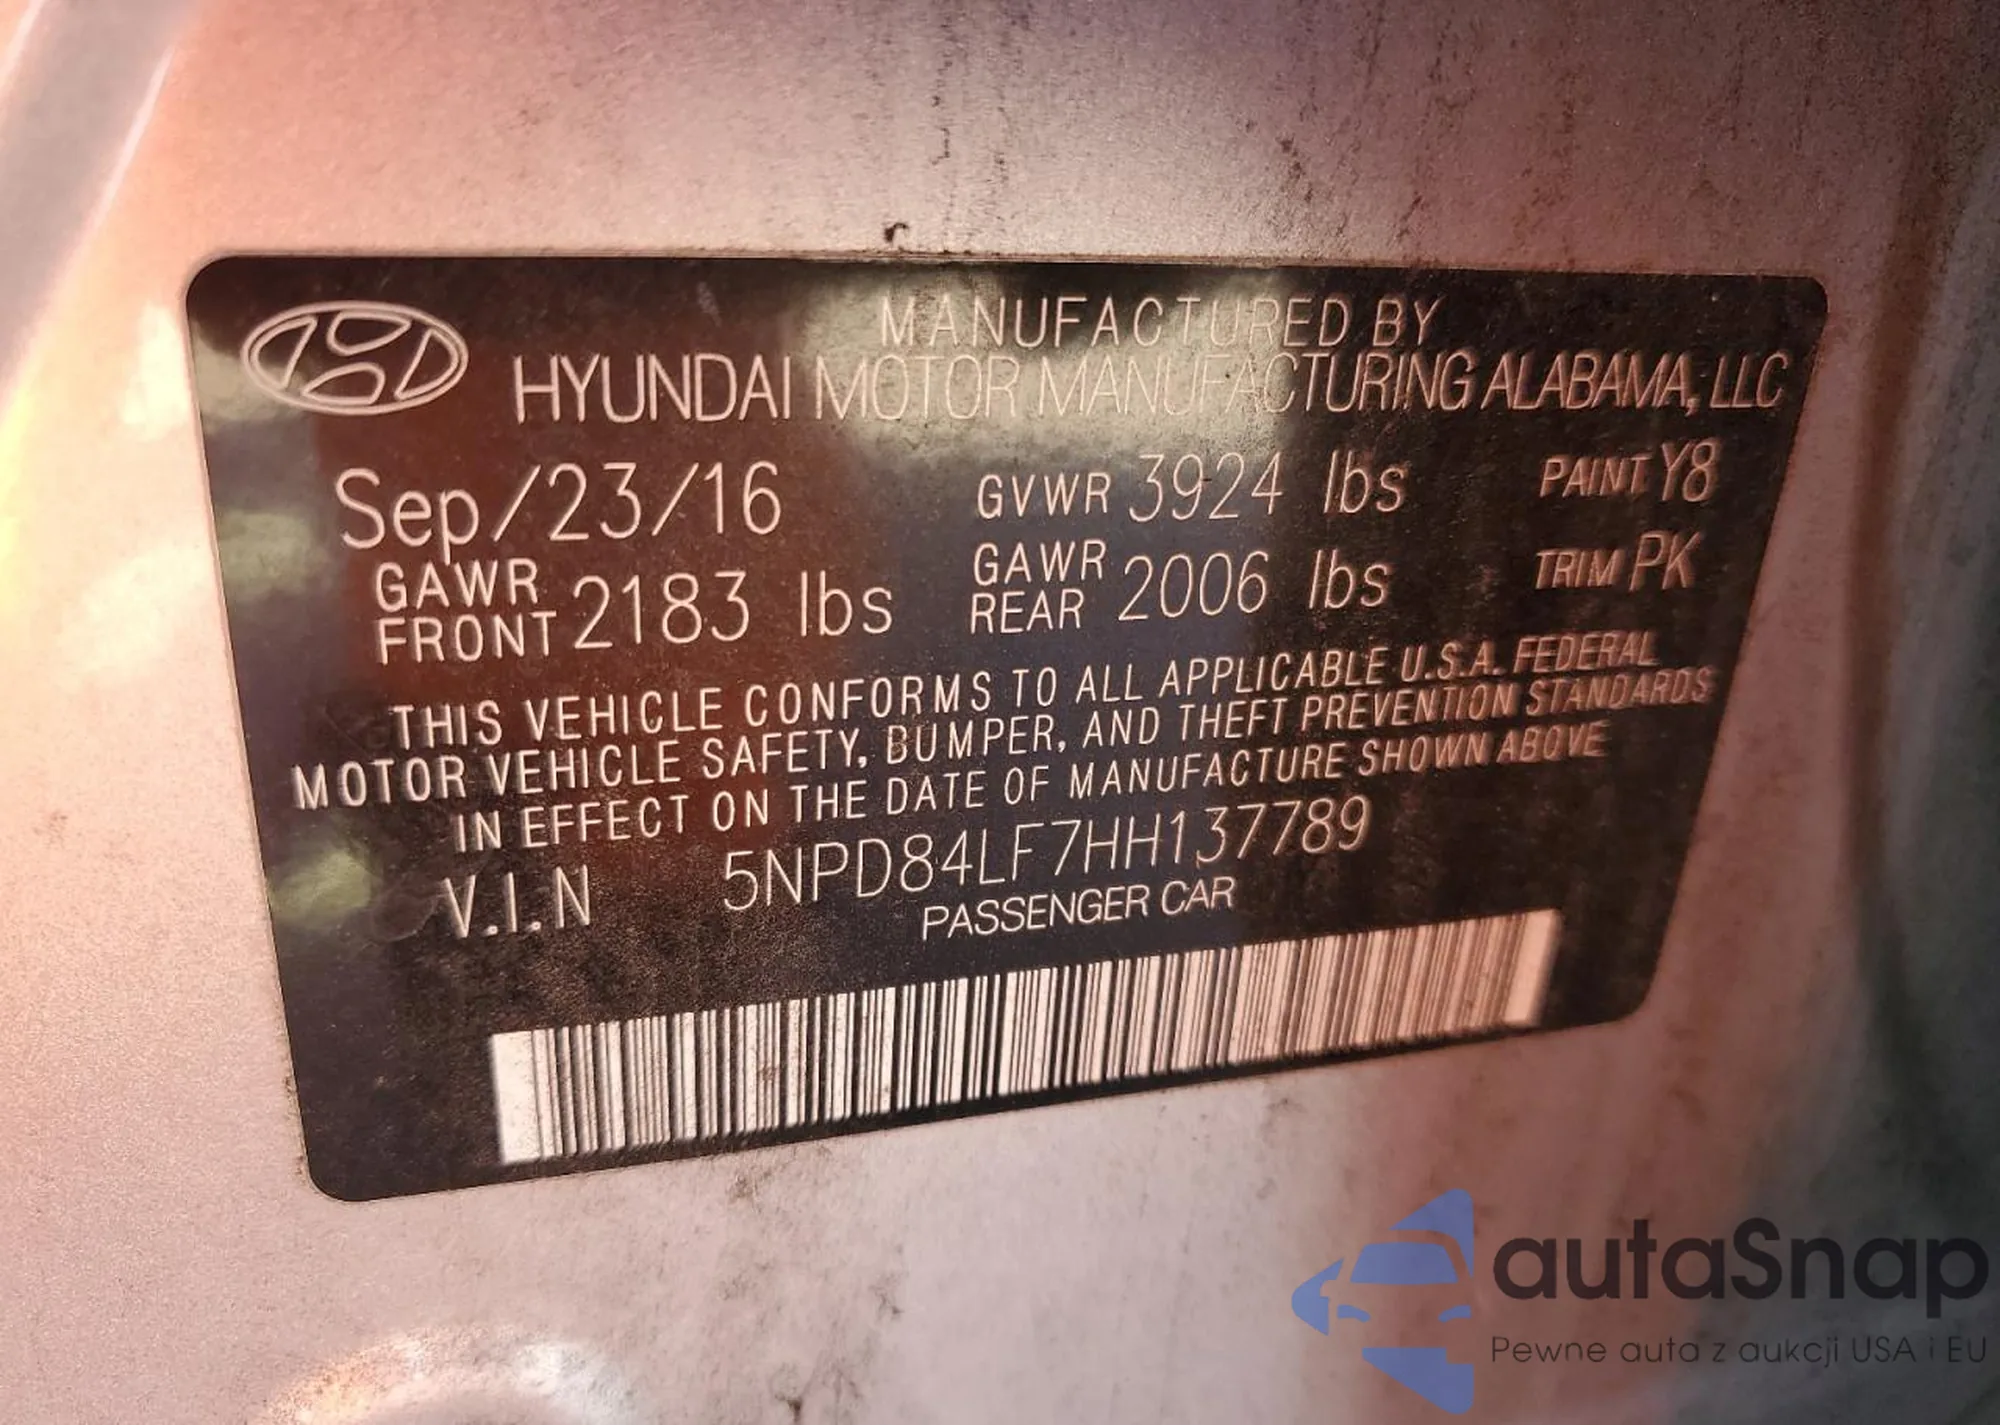 MANUFACTURED BY
HYUNDAI MOTOR MANUFACTURING ALABAMA, LLC
Sep/23/16 GVWR 3924 lbs PAINT Y8
GAWR FRONT 2183 lbs GAWR REAR 2006 lbs TRIM PK
THIS VEHICLE CONFORMS TO ALL APPLICABLE U.S.A. FEDERAL
MOTOR VEHICLE SAFETY, BUMPER, AND THEFT PREVENTION STANDARDS
IN EFFECT ON THE DATE OF MANUFACTURE SHOWN ABOVE
V.I.N 5NPD84LF7HH137789
PASSENGER CAR
autaSnap
Pewne auta z aukcji USA i EU